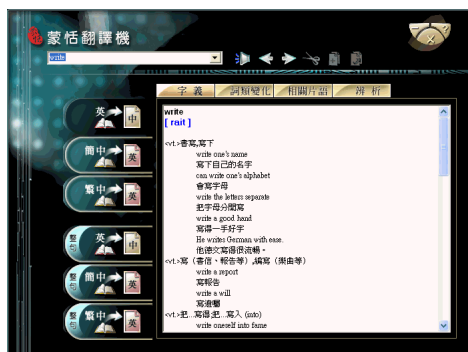 蒙恬翻譯機
write
字義 詞類變化 相關片語 辨析
英 中
簡中 英
繁中 英
整句 英 中
整句 簡中 英
整句 繁中 英
write
[ rait ]
<vt.>書寫,寫下
write one's name
寫下自己的名字
can write one's alphabet
會寫字母
write the letters separate
把字母分開寫
write a good hand
寫得一手好字
He writes German with ease.
他德文寫得很流暢。
<vt.>寫（書信、報告等）,編寫（樂曲等）
write a report
寫報告
write a will
寫遺囑
<vt.>把...寫得;把...寫入 (into)
write oneself into fame